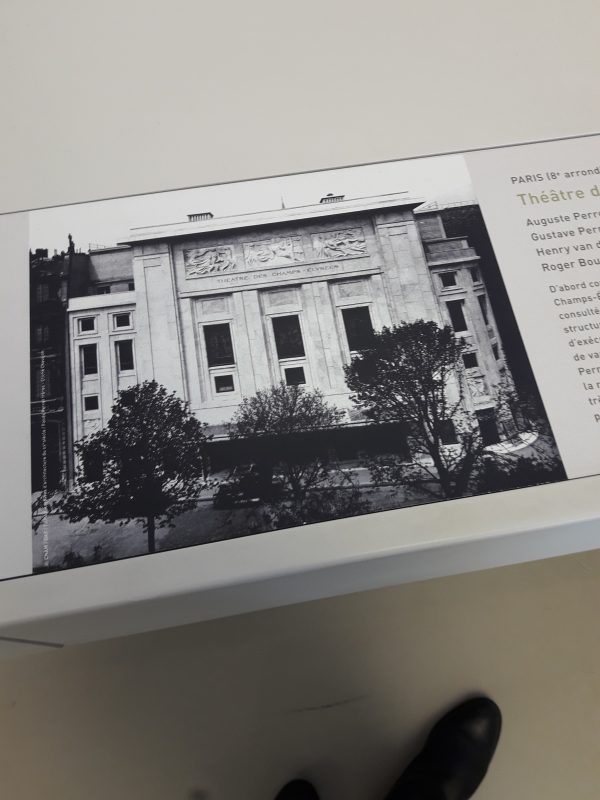 THEATRE DES CHAMPS-ELYSEES
PARIS (8e arrond
Théâtre d
Auguste Perr
Gustave Perr
Henry van d
Roger Bou
D'abord co
Champs-É
consulté
structu
d'exéc
de va
Perr
la r
trè
p